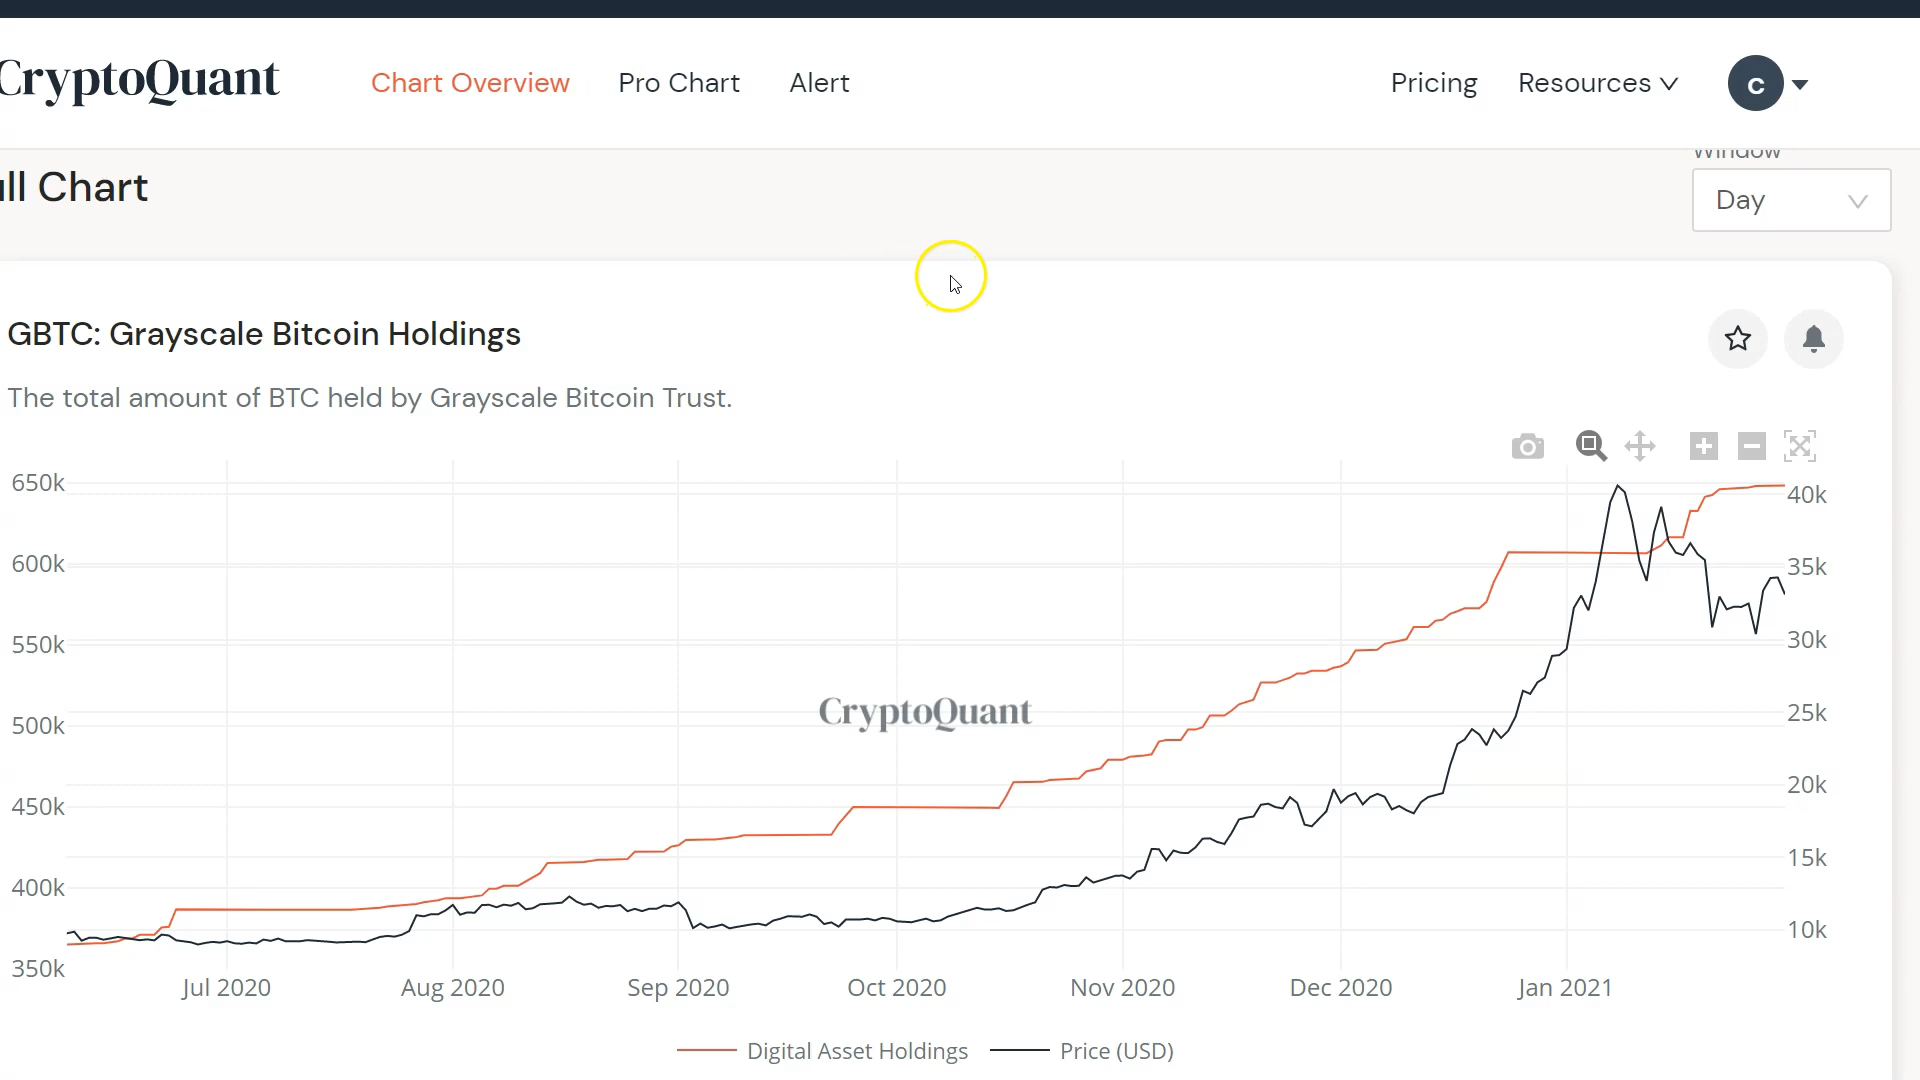 CryptoQuant
Chart Overview Pro Chart Alert Pricing Resources C
Window
ull Chart
Day
GBTC: Grayscale Bitcoin Holdings
The total amount of BTC held by Grayscale Bitcoin Trust.
650k
600k
550k
500k
450k
400k
350k
40k
35k
30k
25k
20k
15k
10k
CryptoQuant
Jul 2020 Aug 2020 Sep 2020 Oct 2020 Nov 2020 Dec 2020 Jan 2021
Digital Asset Holdings Price (USD)